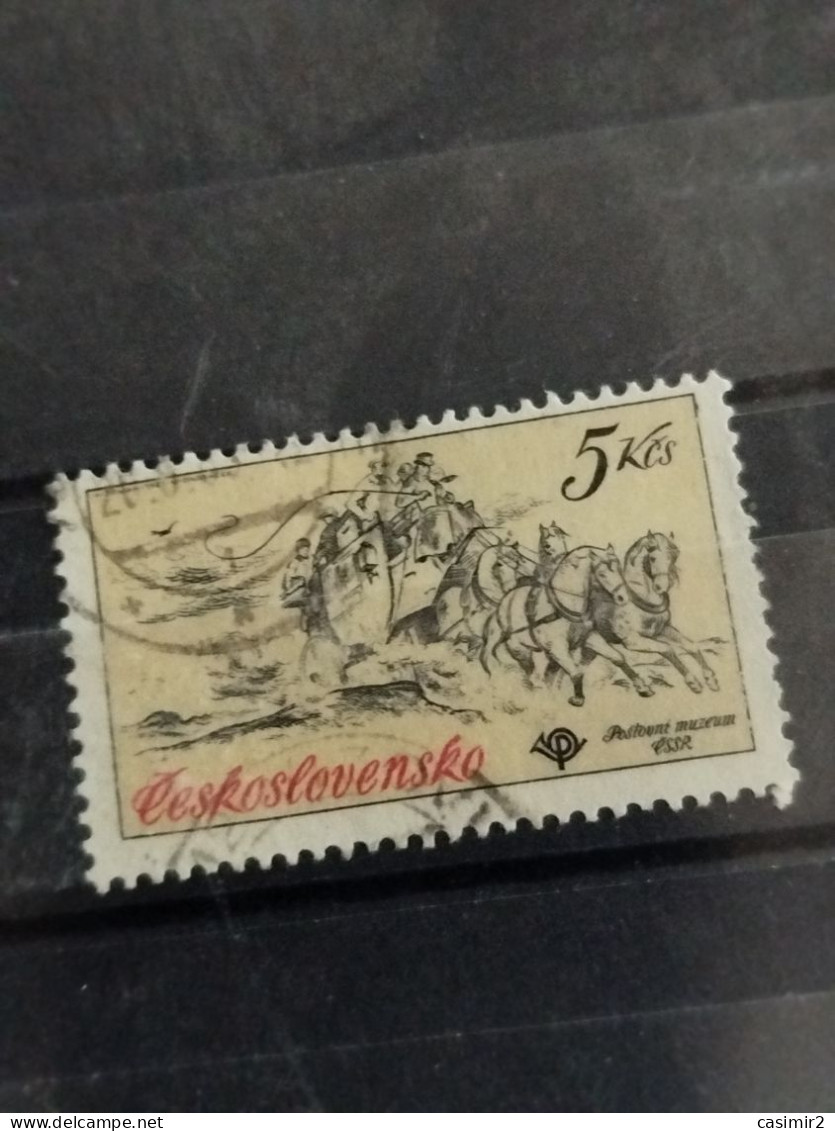 5 Kčs
Poštovní muzeum
ČSSR
Československo
www.delcampe.net
casimir2